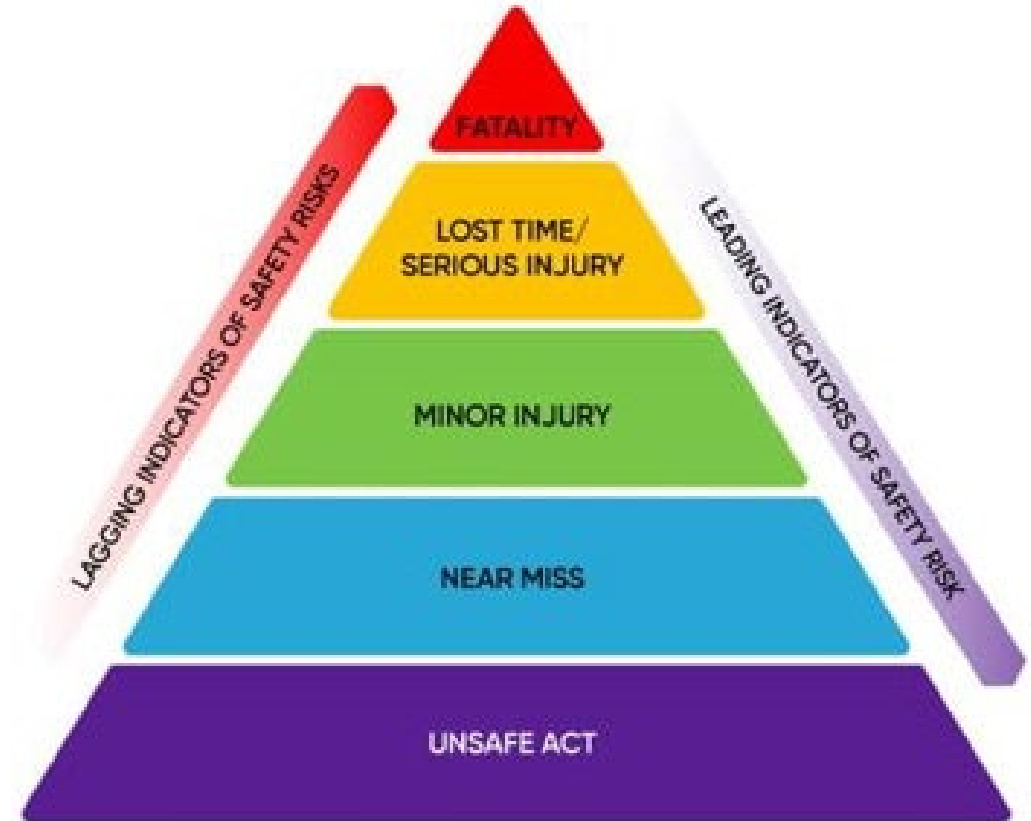 FATALITY
LAGGING INDICATORS OF SAFETY RISKS
LOST TIME/
SERIOUS INJURY
LEADING INDICATORS OF SAFETY RISK
MINOR INJURY
NEAR MISS
UNSAFE ACT